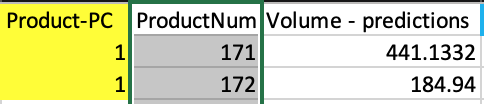 Product-PC ProductNum Volume - predictions
1 171 441.1332
1 172 184.94